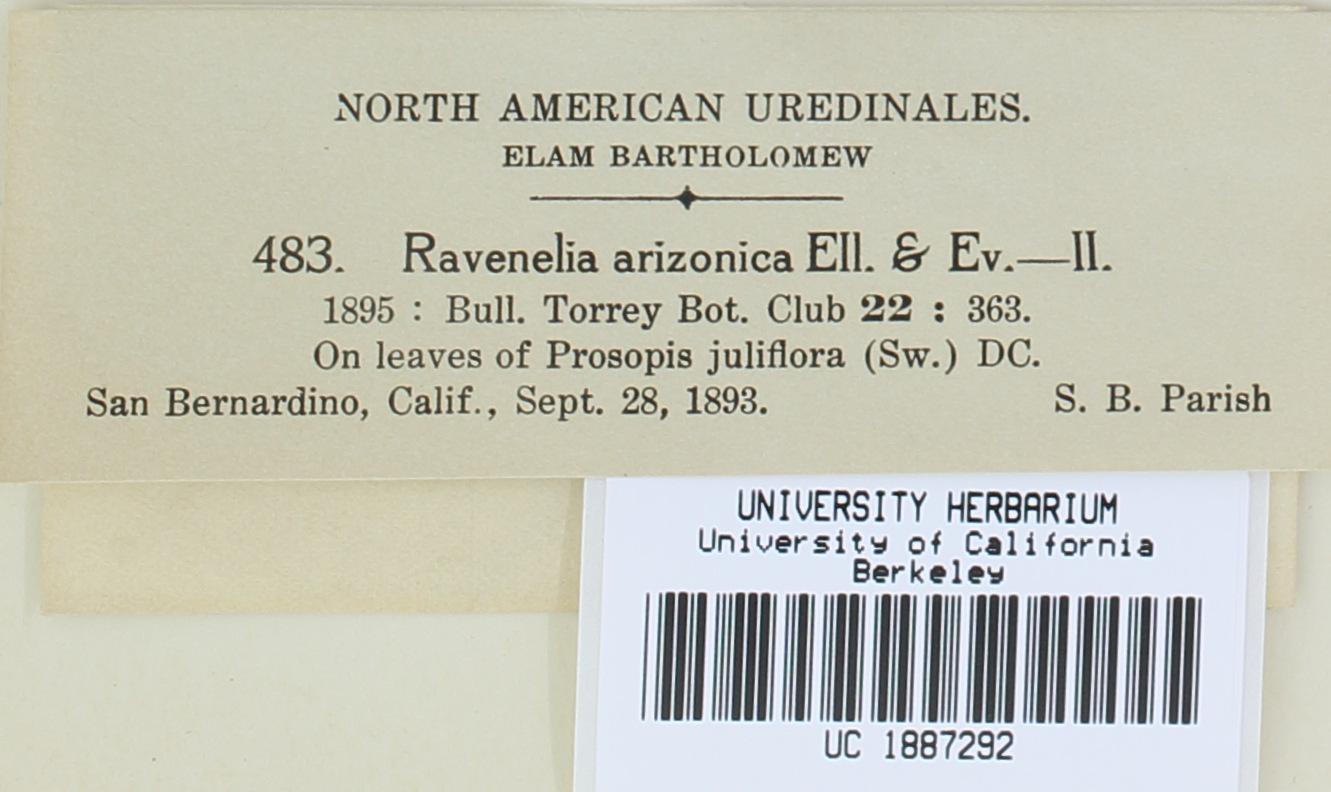 NORTH AMERICAN UREDINALES.
ELAM BARTHOLOMEW
483. Ravenelia arizonica Ell. & Ev.—II.
1895 : Bull. Torrey Bot. Club 22 : 363.
On leaves of Prosopis juliflora (Sw.) DC.
San Bernardino, Calif., Sept. 28, 1893. S. B. Parish
UNIVERSITY HERBARIUM
University of California
Berkeley
UC 1887292